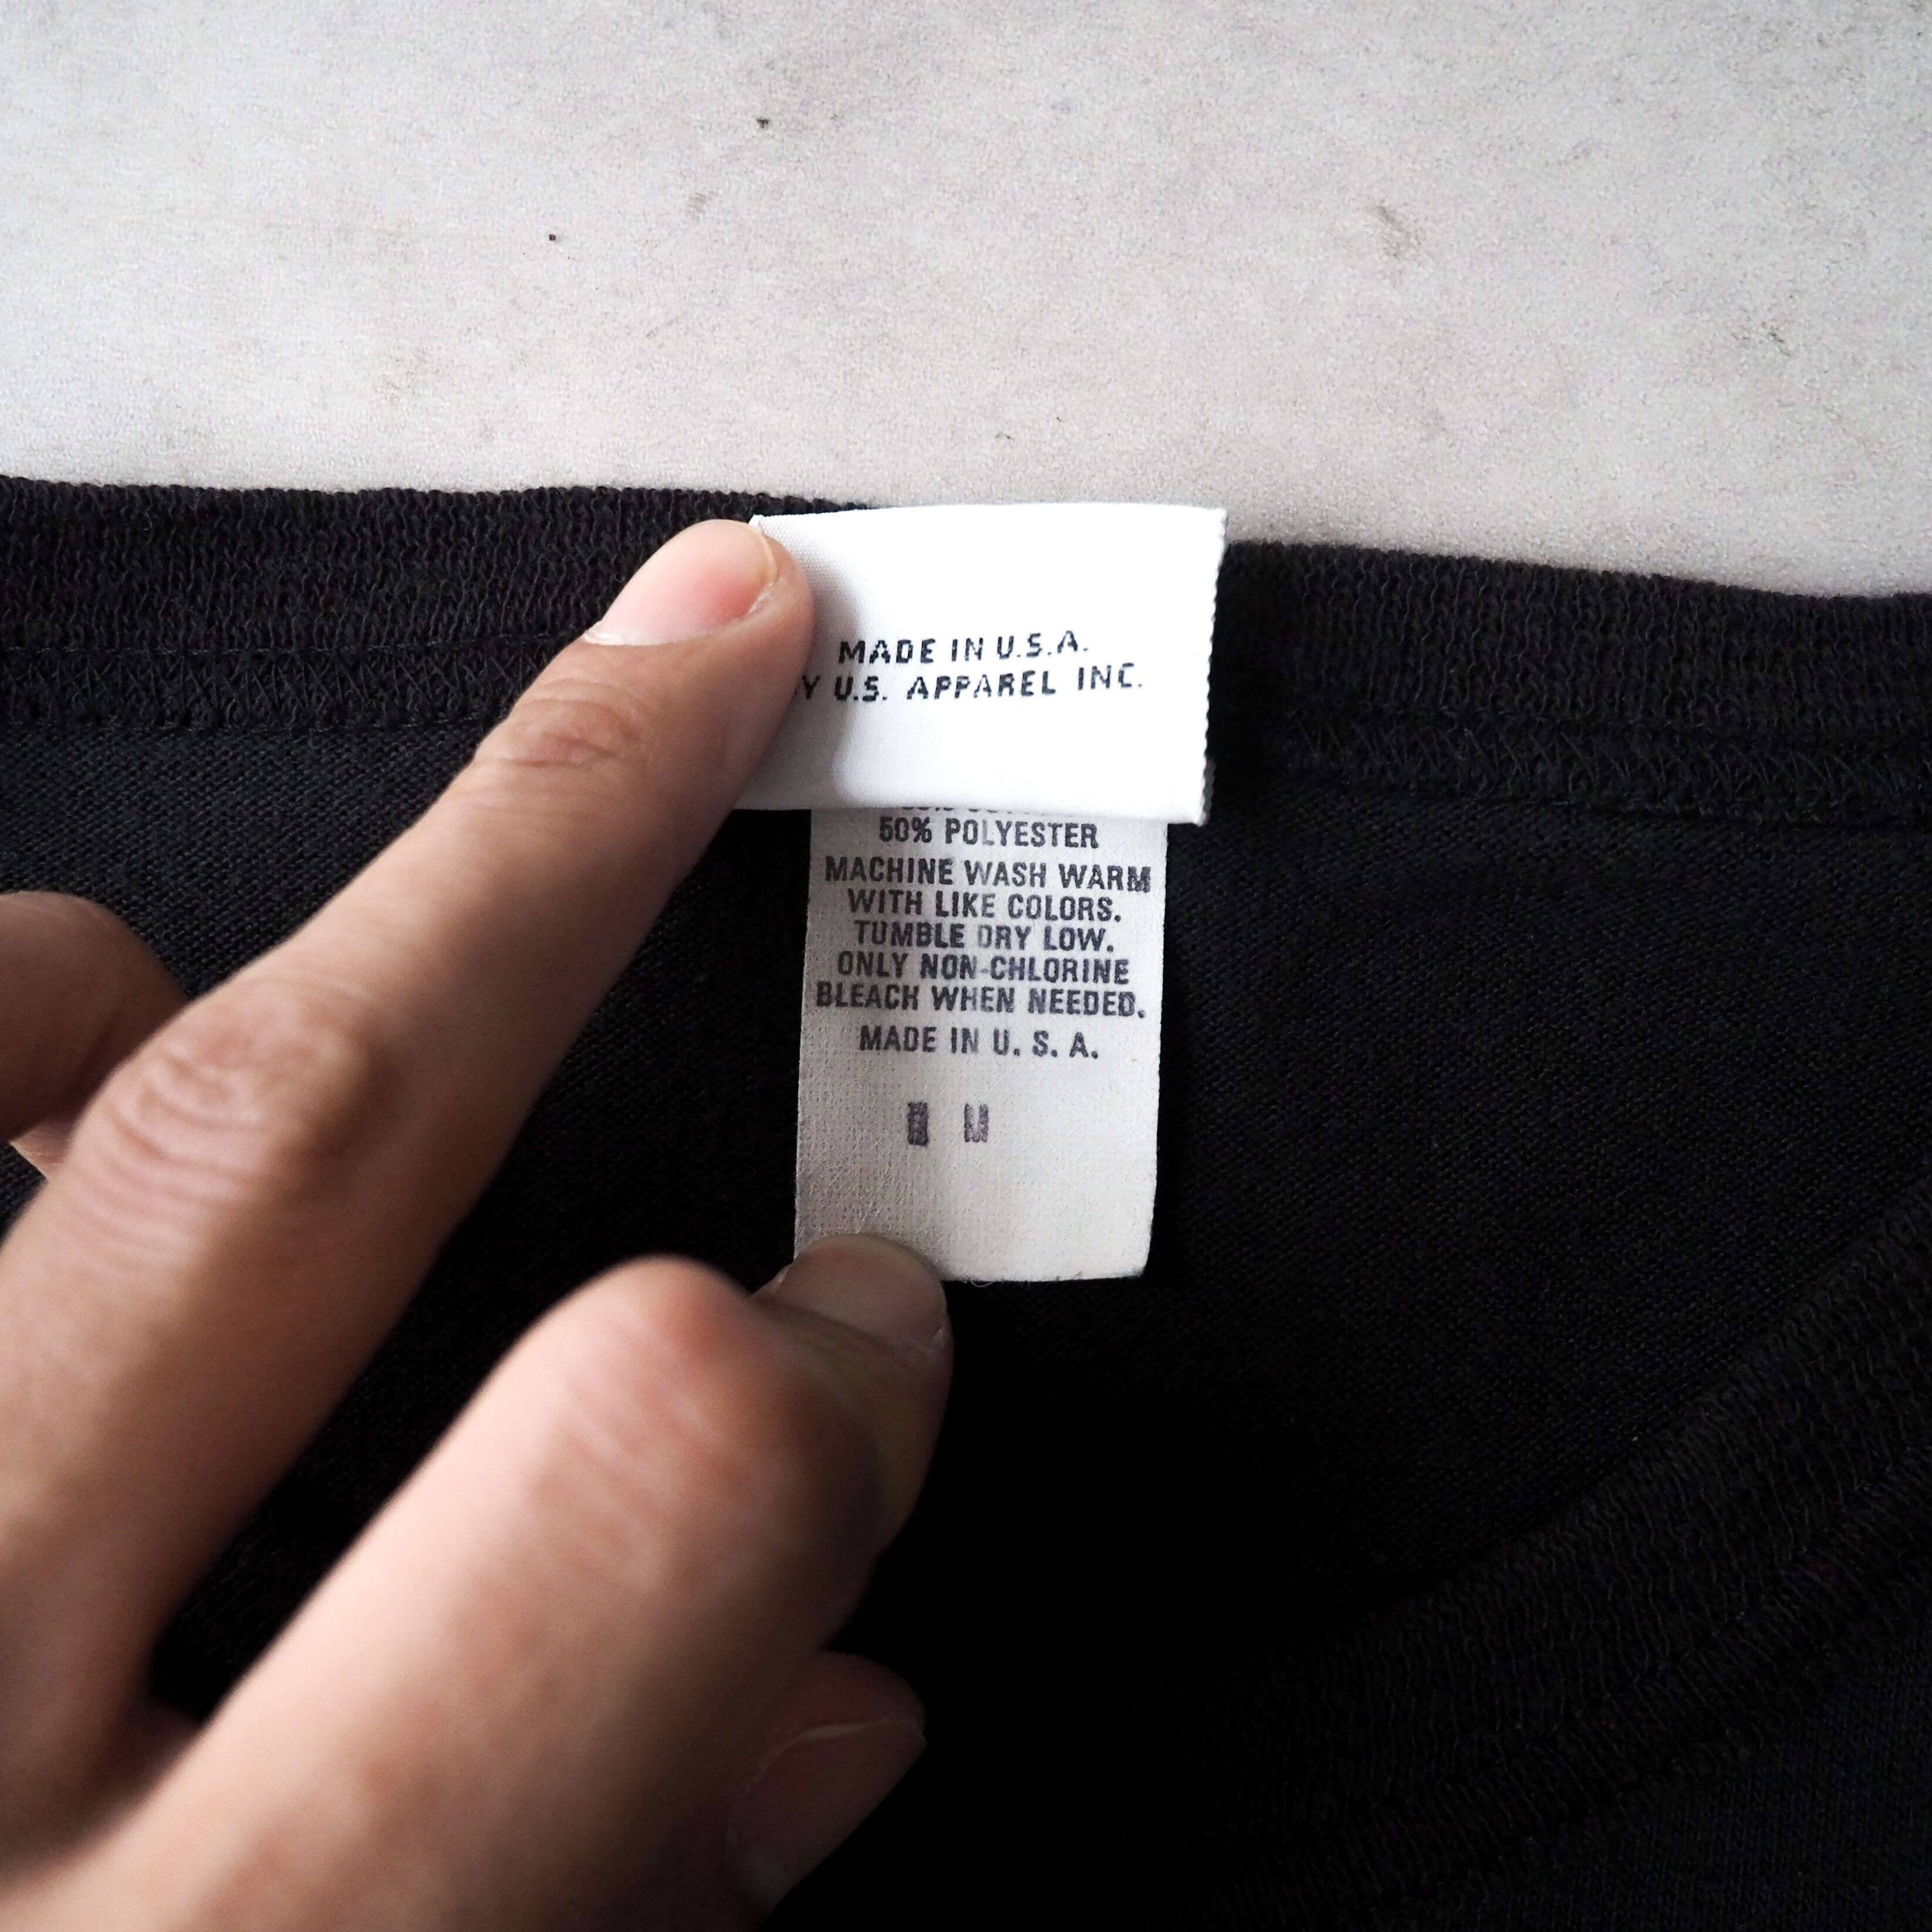 MADE IN U.S.A.
Y U.S. APPAREL INC.
50% POLYESTER
MACHINE WASH WARM
WITH LIKE COLORS.
TUMBLE DRY LOW.
ONLY NON-CHLORINE
BLEACH WHEN NEEDED.
MADE IN U. S. A.